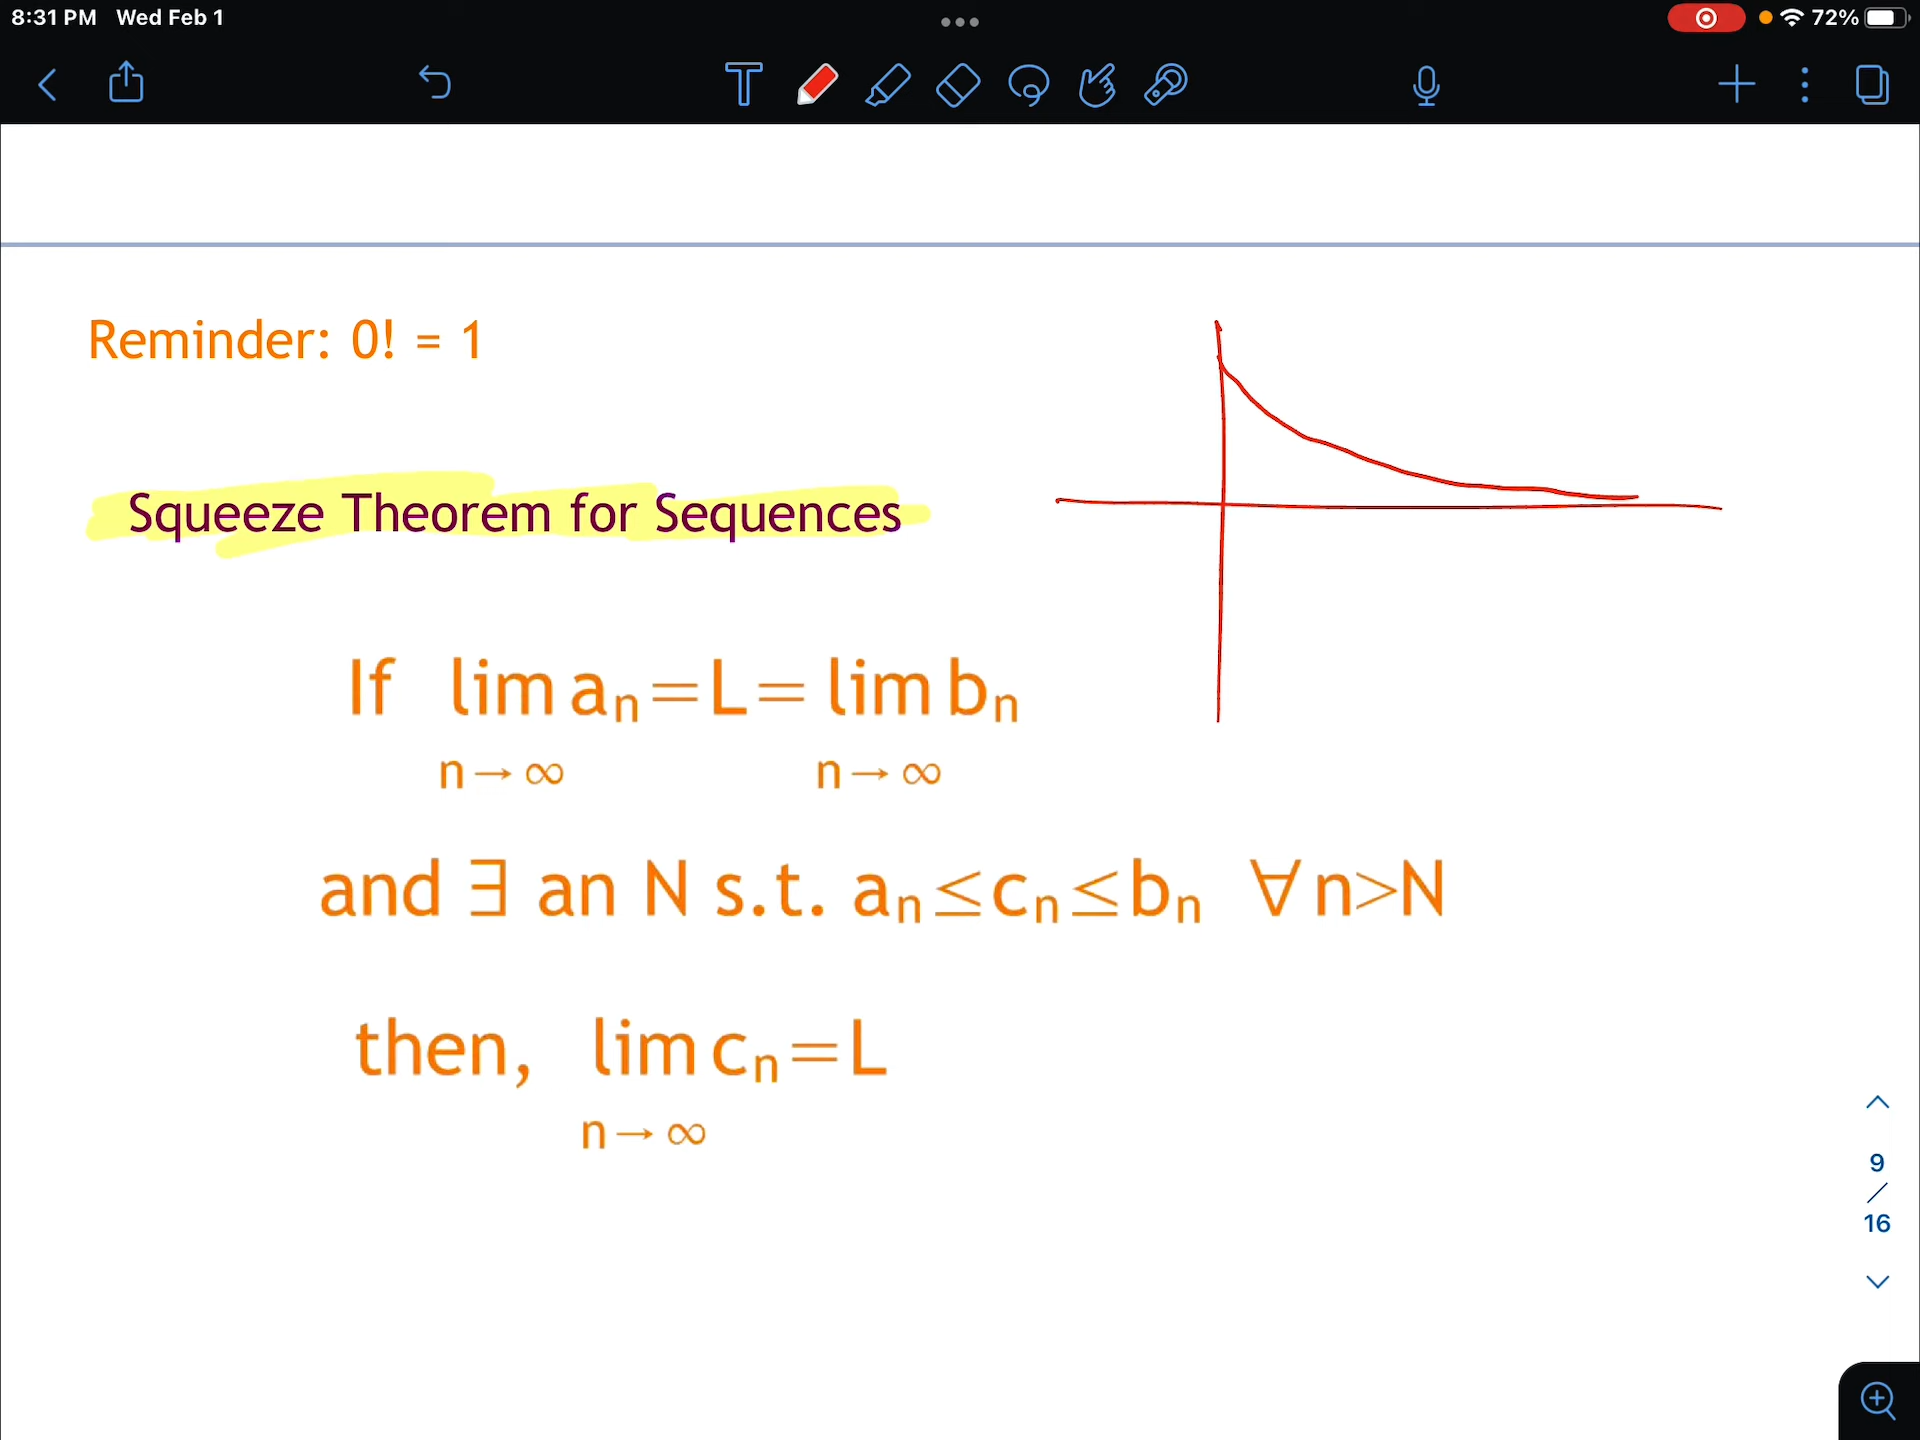 8:31 PM Wed Feb 1
72%
Reminder: 0! = 1
Squeeze Theorem for Sequences
If lim aₙ=L= lim bₙ
n→∞ n→∞
and ∃ an N s.t. aₙ≤cₙ≤bₙ ∀n>N
then, lim cₙ=L
n→∞
9
/
16